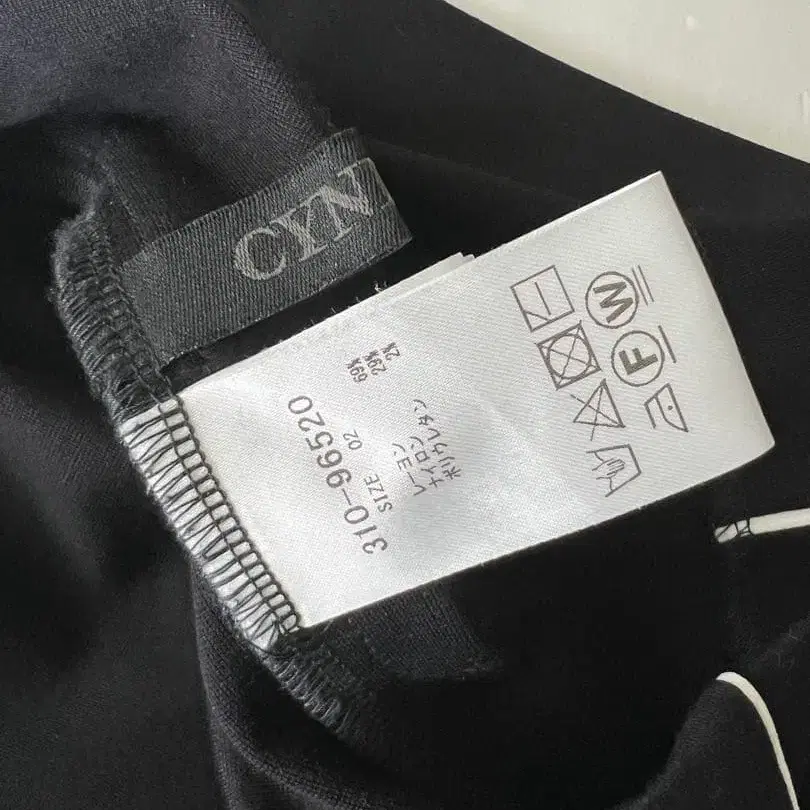 CYN
310-96520
SIZE 02
レーヨン 69%
ナイロン 29%
ポリウレタン 2%
F
W